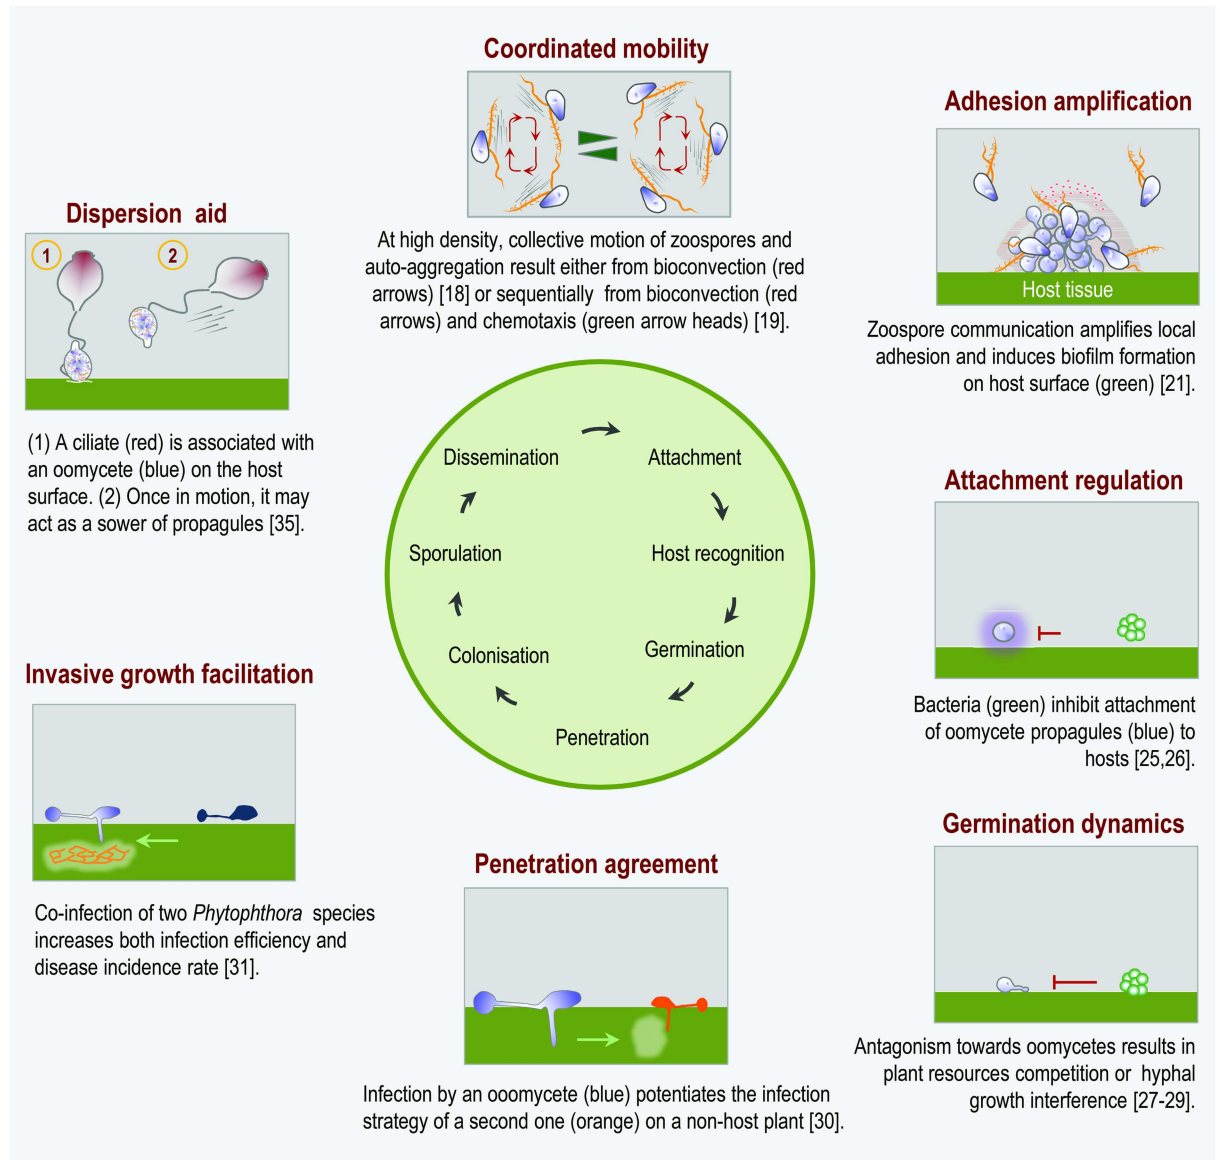 Coordinated mobility
At high density, collective motion of zoospores and
auto-aggregation result either from bioconvection (red
arrows) [18] or sequentially from bioconvection (red
arrows) and chemotaxis (green arrow heads) [19].
Adhesion amplification
Host tissue
Zoospore communication amplifies local
adhesion and induces biofilm formation
on host surface (green) [21].
Dispersion aid
1
2
(1) A ciliate (red) is associated with
an oomycete (blue) on the host
surface. (2) Once in motion, it may
act as a sower of propagules [35].
Dissemination
Attachment
Sporulation
Host recognition
Colonisation
Germination
Penetration
Attachment regulation
Bacteria (green) inhibit attachment
of oomycete propagules (blue) to
hosts [25,26].
Invasive growth facilitation
Co-infection of two Phytophthora species
increases both infection efficiency and
disease incidence rate [31].
Penetration agreement
Infection by an ooomycete (blue) potentiates the infection
strategy of a second one (orange) on a non-host plant [30].
Germination dynamics
Antagonism towards oomycetes results in
plant resources competition or hyphal
growth interference [27-29].